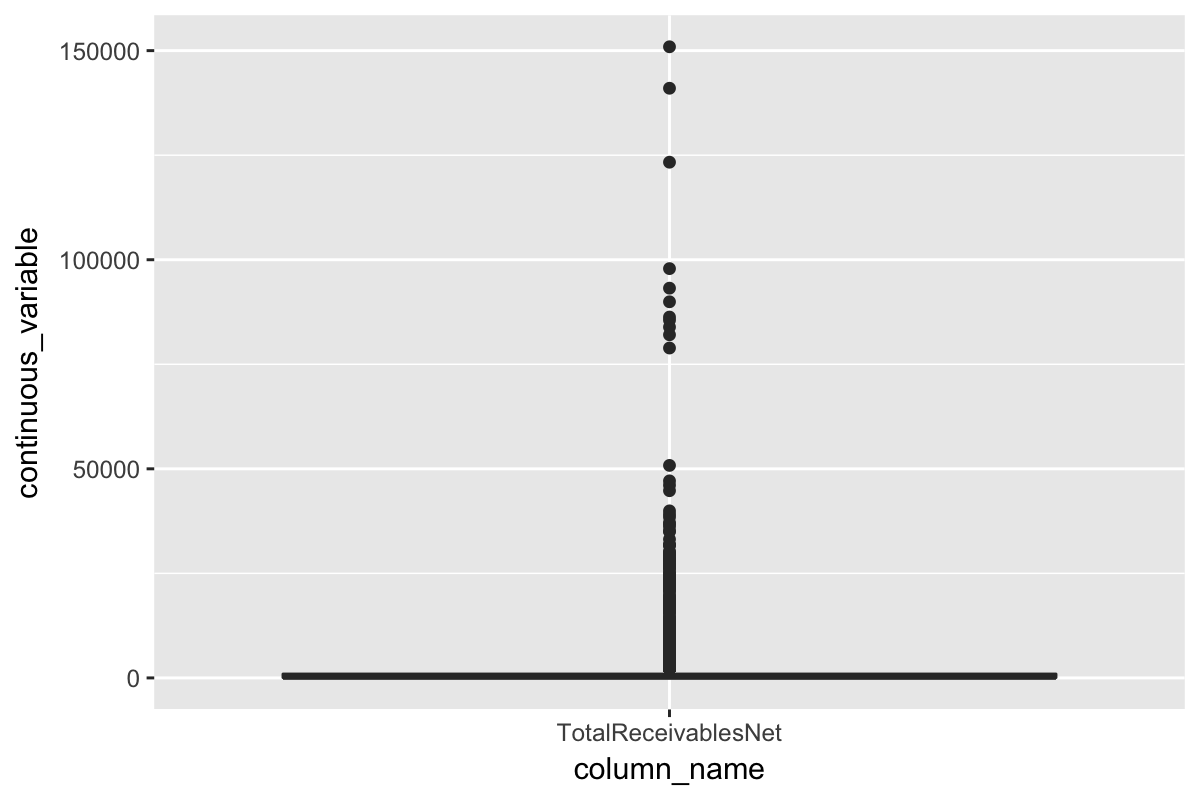 150000
100000
50000
0
continuous_variable
TotalReceivablesNet
column_name